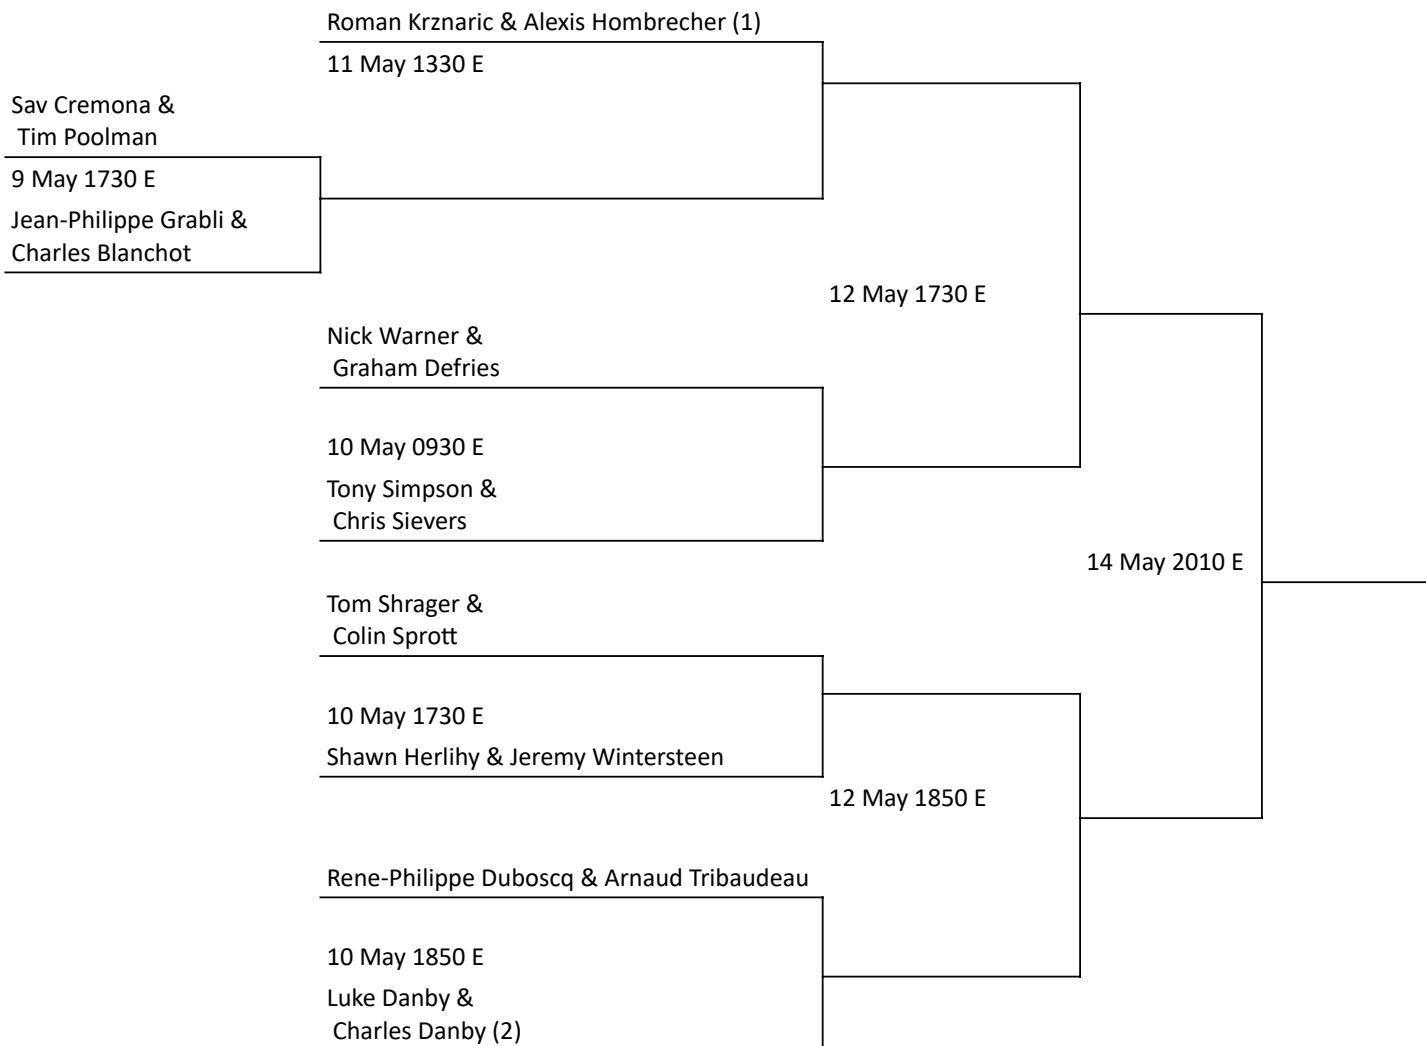 Roman Krznaric & Alexis Hombrecher (1)
11 May 1330 E
Sav Cremona &
Tim Poolman
9 May 1730 E
Jean-Philippe Grabli &
Charles Blanchot
12 May 1730 E
Nick Warner &
Graham Defries
10 May 0930 E
Tony Simpson &
Chris Sievers
14 May 2010 E
Tom Shrager &
Colin Sprott
10 May 1730 E
Shawn Herlihy & Jeremy Wintersteen
12 May 1850 E
Rene-Philippe Duboscq & Arnaud Tribaudeau
10 May 1850 E
Luke Danby &
Charles Danby (2)